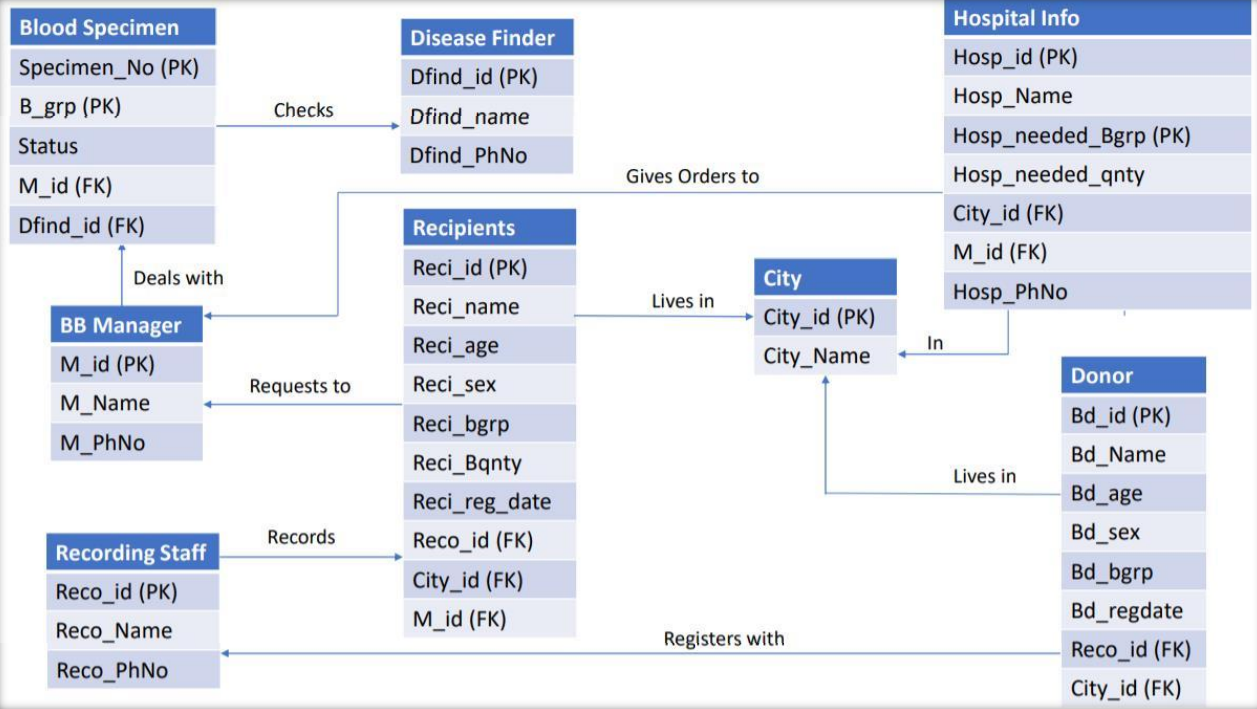 Blood Specimen
Specimen_No (PK)
B_grp (PK)
Status
M_id (FK)
Dfind_id (FK)
Checks
Disease Finder
Dfind_id (PK)
Dfind_name
Dfind_PhNo
Hospital Info
Hosp_id (PK)
Hosp_Name
Hosp_needed_Bgrp (PK)
Hosp_needed_qnty
City_id (FK)
M_id (FK)
Hosp_PhNo
Gives Orders to
Deals with
BB Manager
M_id (PK)
M_Name
M_PhNo
Requests to
Recipients
Reci_id (PK)
Reci_name
Reci_age
Reci_sex
Reci_bgrp
Reci_Bqnty
Reci_reg_date
Reco_id (FK)
City_id (FK)
M_id (FK)
Lives in
City
City_id (PK)
City_Name
In
Donor
Bd_id (PK)
Bd_Name
Bd_age
Bd_sex
Bd_bgrp
Bd_regdate
Reco_id (FK)
City_id (FK)
Lives in
Recording Staff
Reco_id (PK)
Reco_Name
Reco_PhNo
Records
Registers with